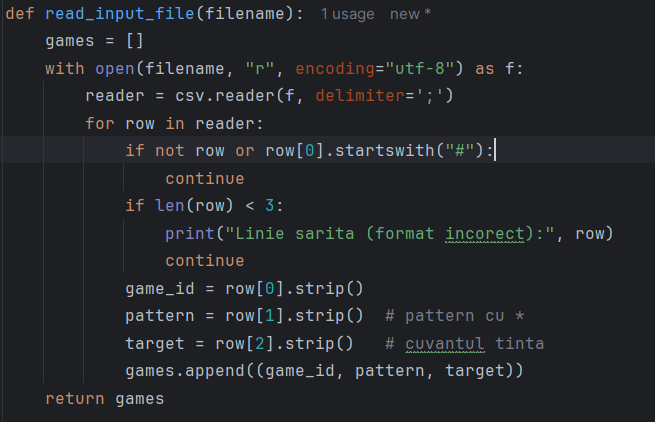 def read_input_file(filename):  1 usage  new *
    games = []
    with open(filename, "r", encoding="utf-8") as f:
        reader = csv.reader(f, delimiter=';')
        for row in reader:
            if not row or row[0].startswith("#"):
                continue
            if len(row) < 3:
                print("Linie sarita (format incorect):", row)
                continue
            game_id = row[0].strip()
            pattern = row[1].strip()  # pattern cu *
            target = row[2].strip()   # cuvantul tinta
            games.append((game_id, pattern, target))
    return games